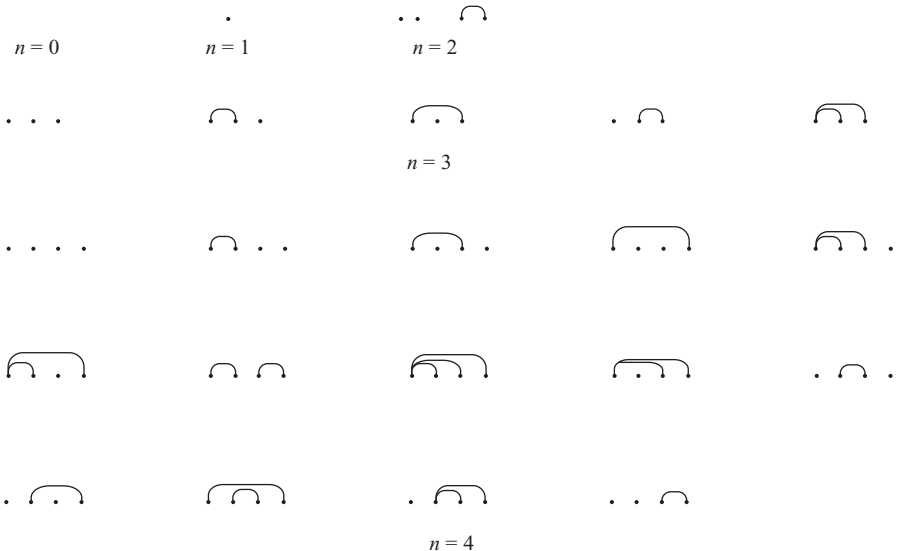 n = 0 n = 1 n = 2
n = 3
n = 4